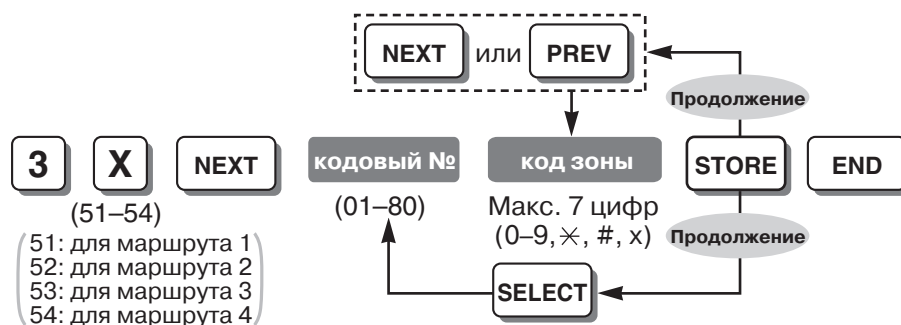 NEXT или PREV
Продолжение
3 X NEXT кодовый № код зоны STORE END
(51–54) (01–80) Макс. 7 цифр
(0–9, ✳, #, x) Продолжение
51: для маршрута 1
52: для маршрута 2
53: для маршрута 3
54: для маршрута 4
SELECT